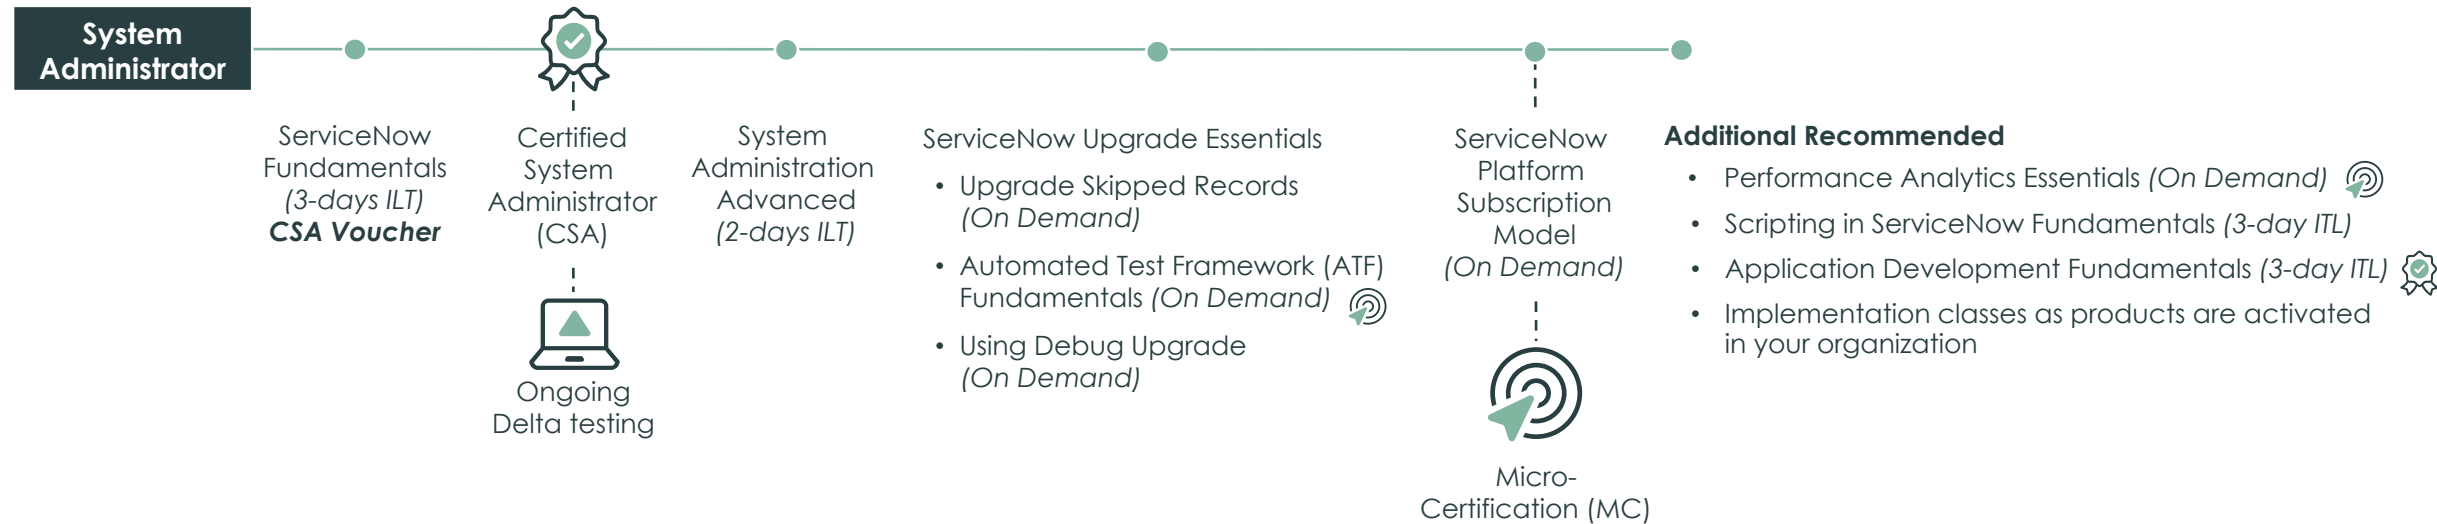 System
Administrator
ServiceNow
Fundamentals
(3-days ILT)
CSA Voucher
Certified
System
Administrator
(CSA)
Ongoing
Delta testing
System
Administration
Advanced
(2-days ILT)
ServiceNow Upgrade Essentials
• Upgrade Skipped Records
(On Demand)
• Automated Test Framework (ATF)
Fundamentals (On Demand)
• Using Debug Upgrade
(On Demand)
ServiceNow
Platform
Subscription
Model
(On Demand)
Micro-
Certification (MC)
Additional Recommended
• Performance Analytics Essentials (On Demand)
• Scripting in ServiceNow Fundamentals (3-day ITL)
• Application Development Fundamentals (3-day ITL)
• Implementation classes as products are activated
in your organization